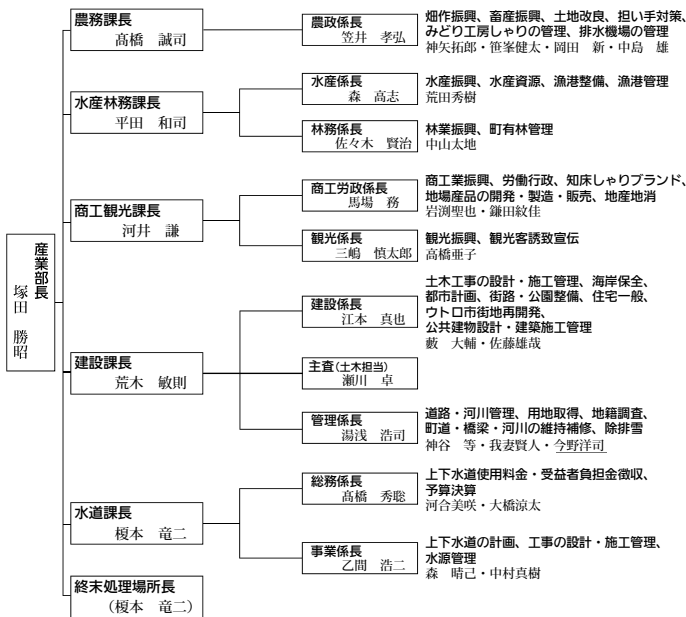 産業部長
塚田　勝昭
農務課長
髙橋　誠司
農政係長
笠井　孝弘
畑作振興、畜産振興、土地改良、担い手対策、
みどり工房しゃりの管理、排水機場の管理
神矢拓郎・笹峯健太・岡田　新・中島　雄
水産林務課長
平田　和司
水産係長
森　高志
水産振興、水産資源、漁港整備、漁港管理
荒田秀樹
林務係長
佐々木　賢治
林業振興、町有林管理
中山太地
商工観光課長
河井　謙
商工労政係長
馬場　務
商工業振興、労働行政、知床しゃりブランド、
地場産品の開発・製造・販売、地産地消
岩渕聖也・鎌田紋佳
観光係長
三嶋　慎太郎
観光振興、観光客誘致宣伝
高橋亜子
建設課長
荒木　敏則
建設係長
江本　真也
土木工事の設計・施工管理、海岸保全、
都市計画、街路・公園整備、住宅一般、
ウトロ市街地再開発、
公共建物設計・建築施工管理
藪　大輔・佐藤雄哉
主査（土木担当）
瀬川　卓
管理係長
湯浅　浩司
道路・河川管理、用地取得、地籍調査、
町道・橋梁・河川の維持補修、除排雪
神谷　等・我妻賢人・今野洋司
水道課長
榎本　竜二
総務係長
髙橋　秀聡
上下水道使用料金・受益者負担金徴収、
予算決算
河合美咲・大橋涼太
事業係長
乙間　浩二
上下水道の計画、工事の設計・施工管理、
水源管理
森　晴己・中村真樹
終末処理場所長
（榎本　竜二）